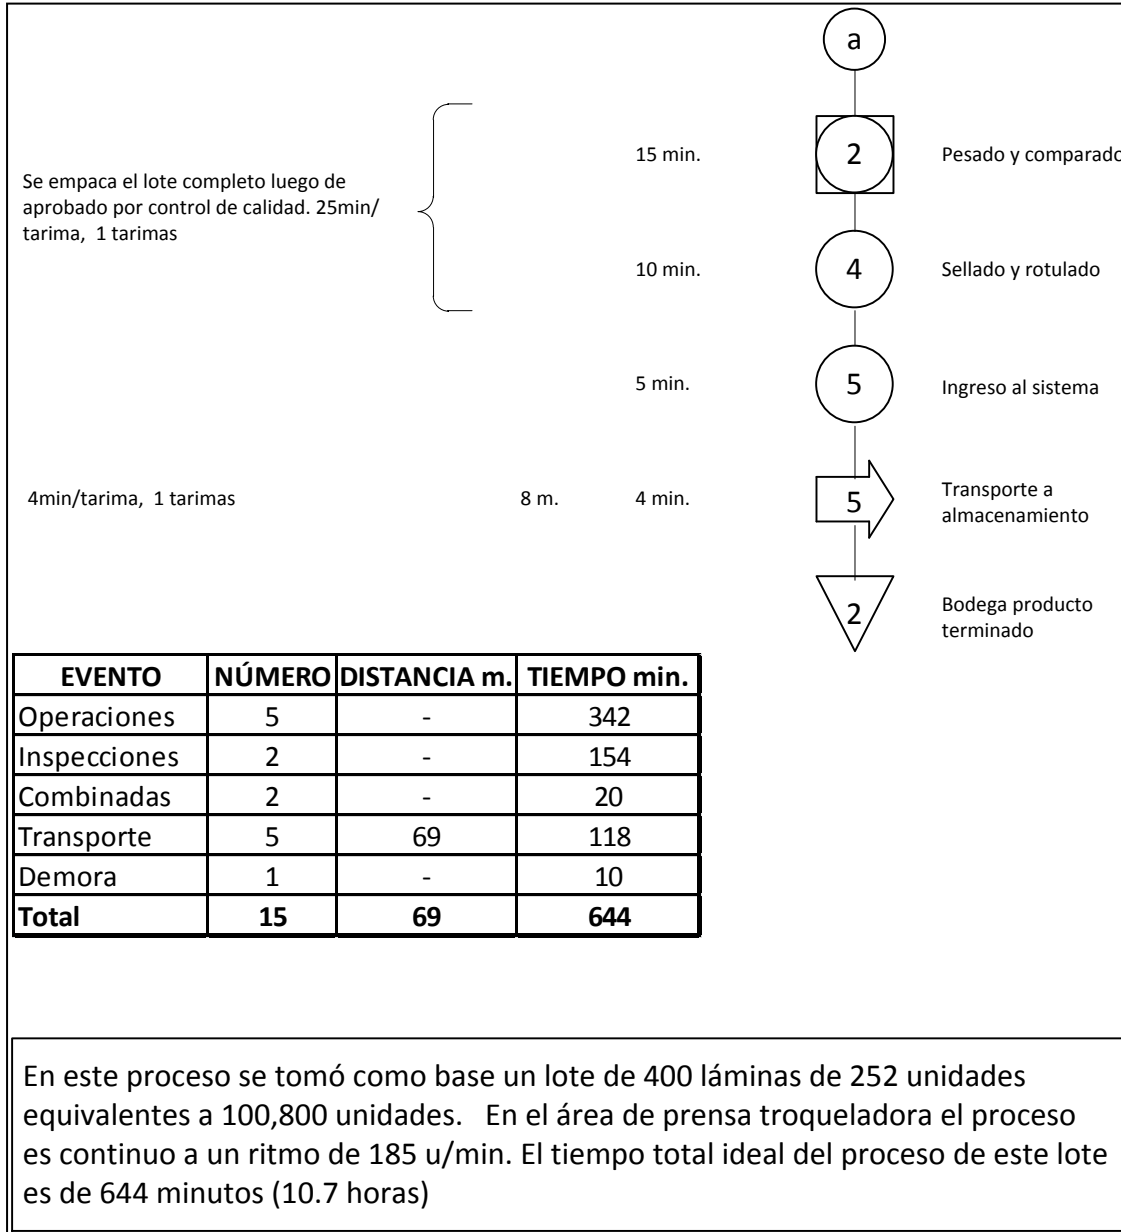 a
15 min.
2
Pesado y comparado
Se empaca el lote completo luego de
aprobado por control de calidad. 25min/
tarima,  1 tarimas
10 min.
4
Sellado y rotulado
5 min.
5
Ingreso al sistema
4min/tarima,  1 tarimas
8 m.
4 min.
5
Transporte a
almacenamiento
2
Bodega producto
terminado
EVENTO NÚMERO DISTANCIA m. TIEMPO min.
Operaciones 5 - 342
Inspecciones 2 - 154
Combinadas 2 - 20
Transporte 5 69 118
Demora 1 - 10
Total 15 69 644
En este proceso se tomó como base un lote de 400 láminas de 252 unidades
equivalentes a 100,800 unidades.   En el área de prensa troqueladora el proceso
es continuo a un ritmo de 185 u/min. El tiempo total ideal del proceso de este lote
es de 644 minutos (10.7 horas)